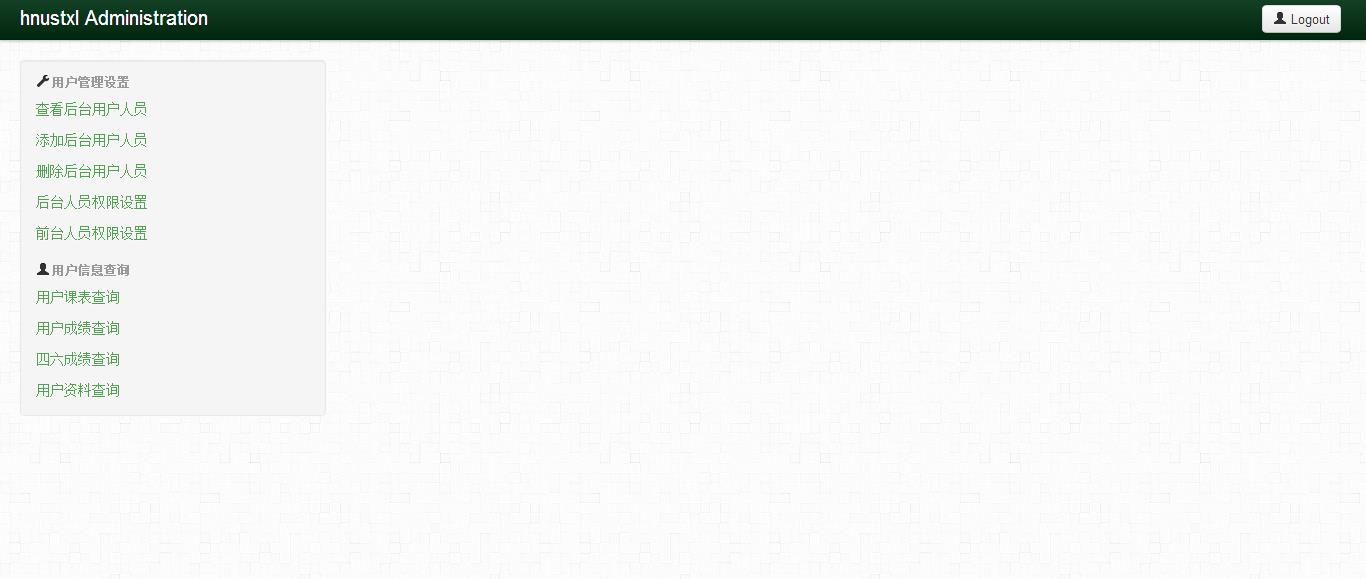 hnustxl Administration
Logout
用户管理设置
查看后台用户人员
添加后台用户人员
删除后台用户人员
后台人员权限设置
前台人员权限设置
用户信息查询
用户课表查询
用户成绩查询
四六成绩查询
用户资料查询